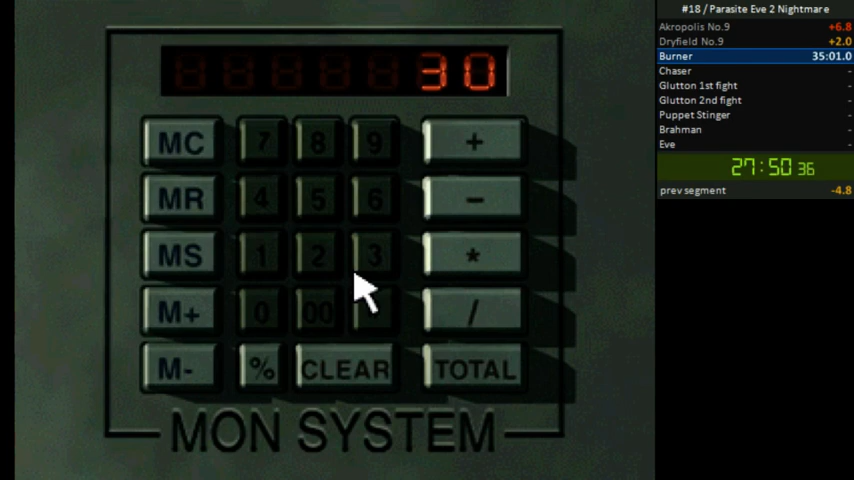 30
MC 7 8 9 +
MR 4 5 6 -
MS 1 2 3 *
M+ 0 00 /
M- % CLEAR TOTAL
MON SYSTEM
#18 / Parasite Eve 2 Nightmare
Akropolis No.9 +6.8
Dryfield No.9 +2.0
Burner 35:01.0
Chaser -
Glutton 1st fight -
Glutton 2nd fight -
Puppet Stinger -
Brahman -
Eve -
27:50 36
prev segment -4.8